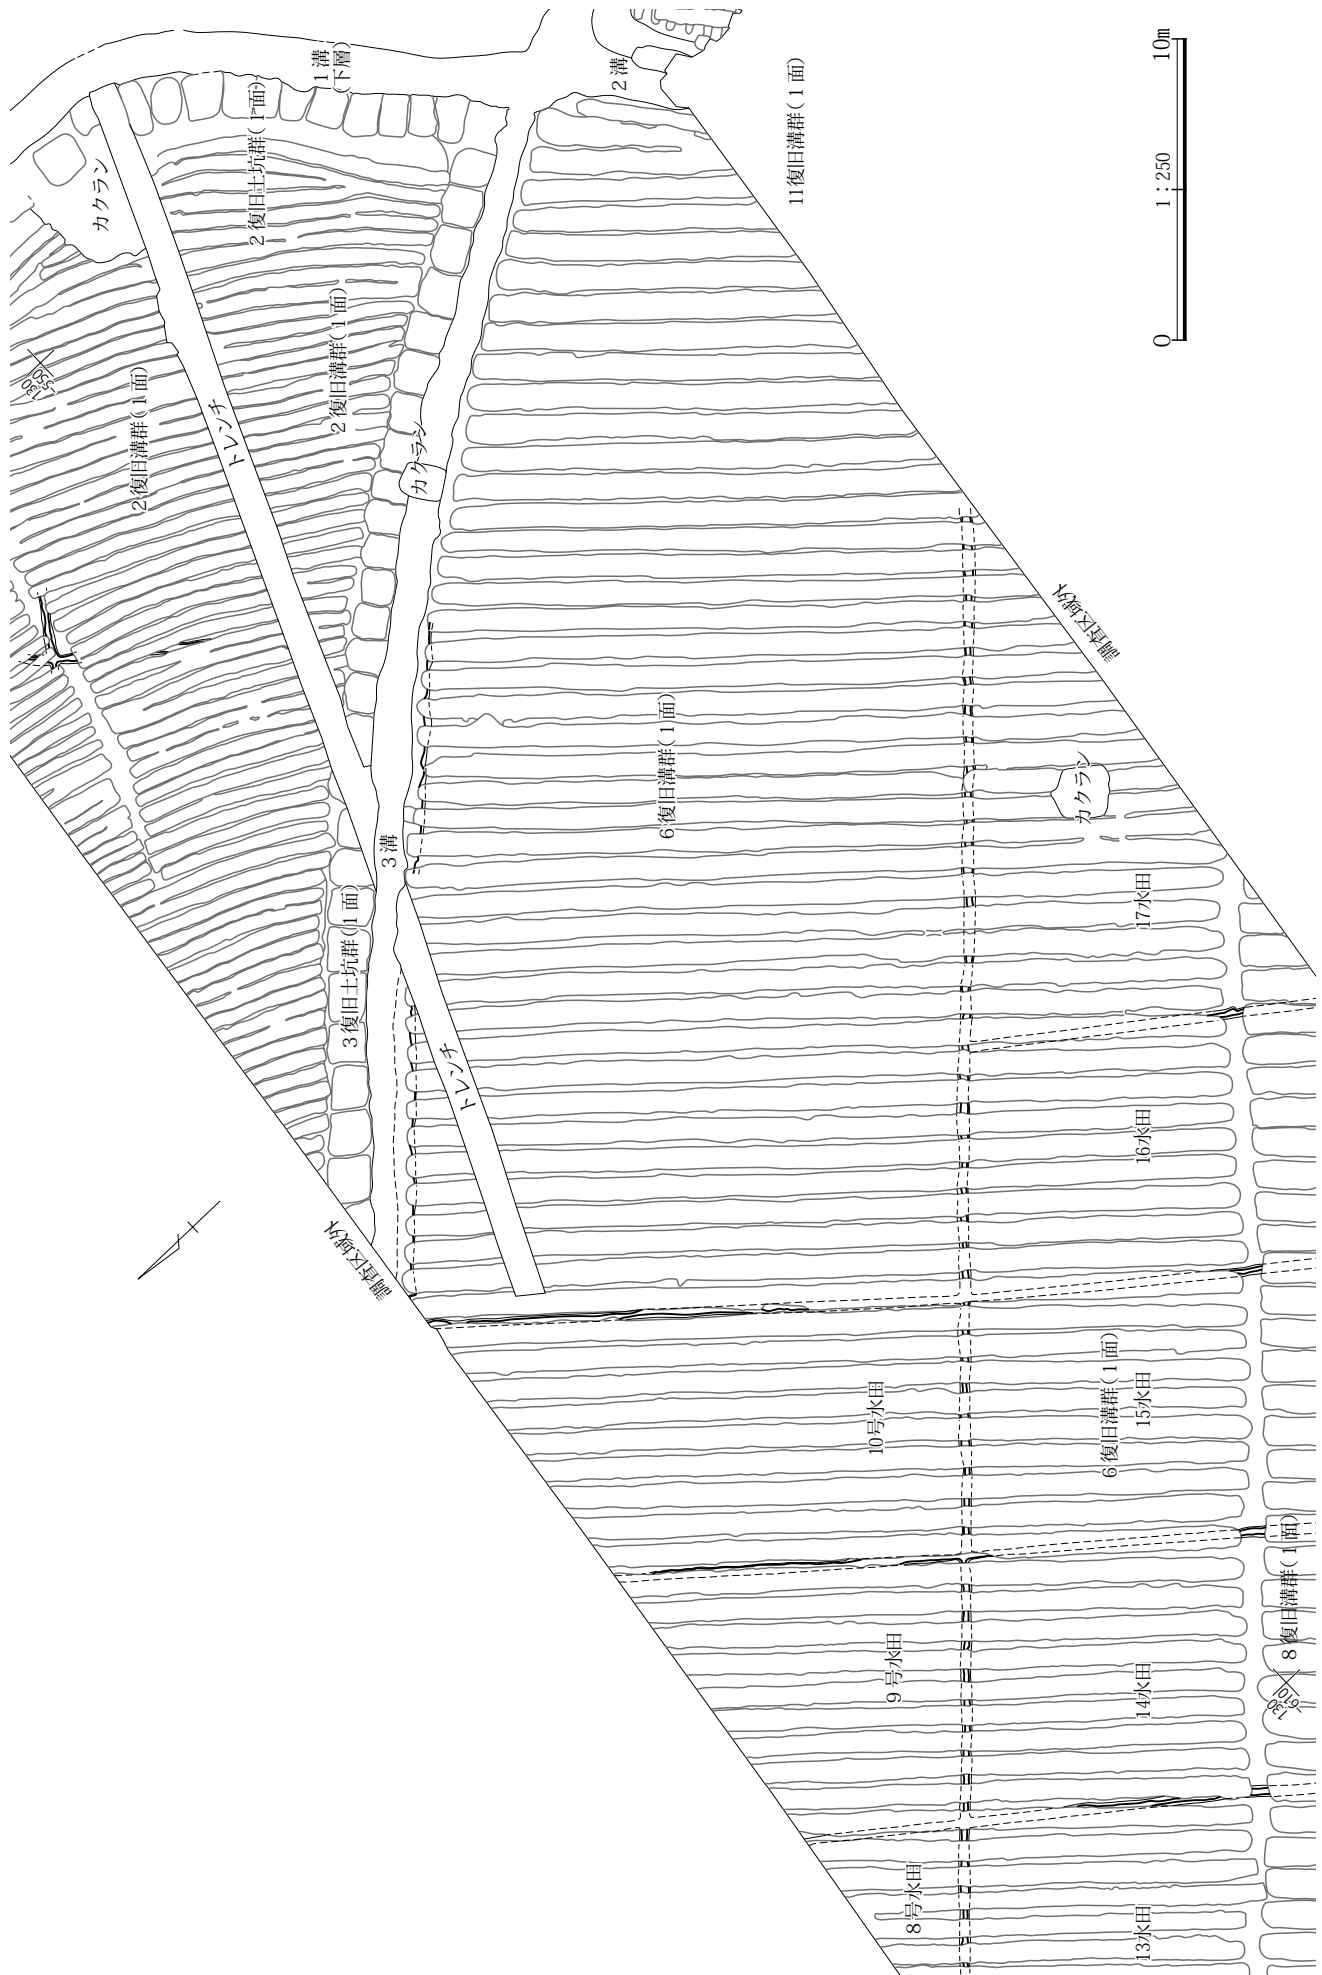 1溝
(下層)
2溝
11復旧溝群(1面)
10m
1:250
0
カクラン
2復旧土坑群(1面)
2復旧溝群(1面)
2復旧溝群(1面)
トレンチ
カクラン
調査区域外
6復旧溝群(1面)
カクラン
3溝
3復旧土坑群(1面)
17水田
トレンチ
16水田
調査区域外
10号水田
6復旧溝群(1面)
15水田
8復旧溝群(1面)
9号水田
14水田
8号水田
13水田